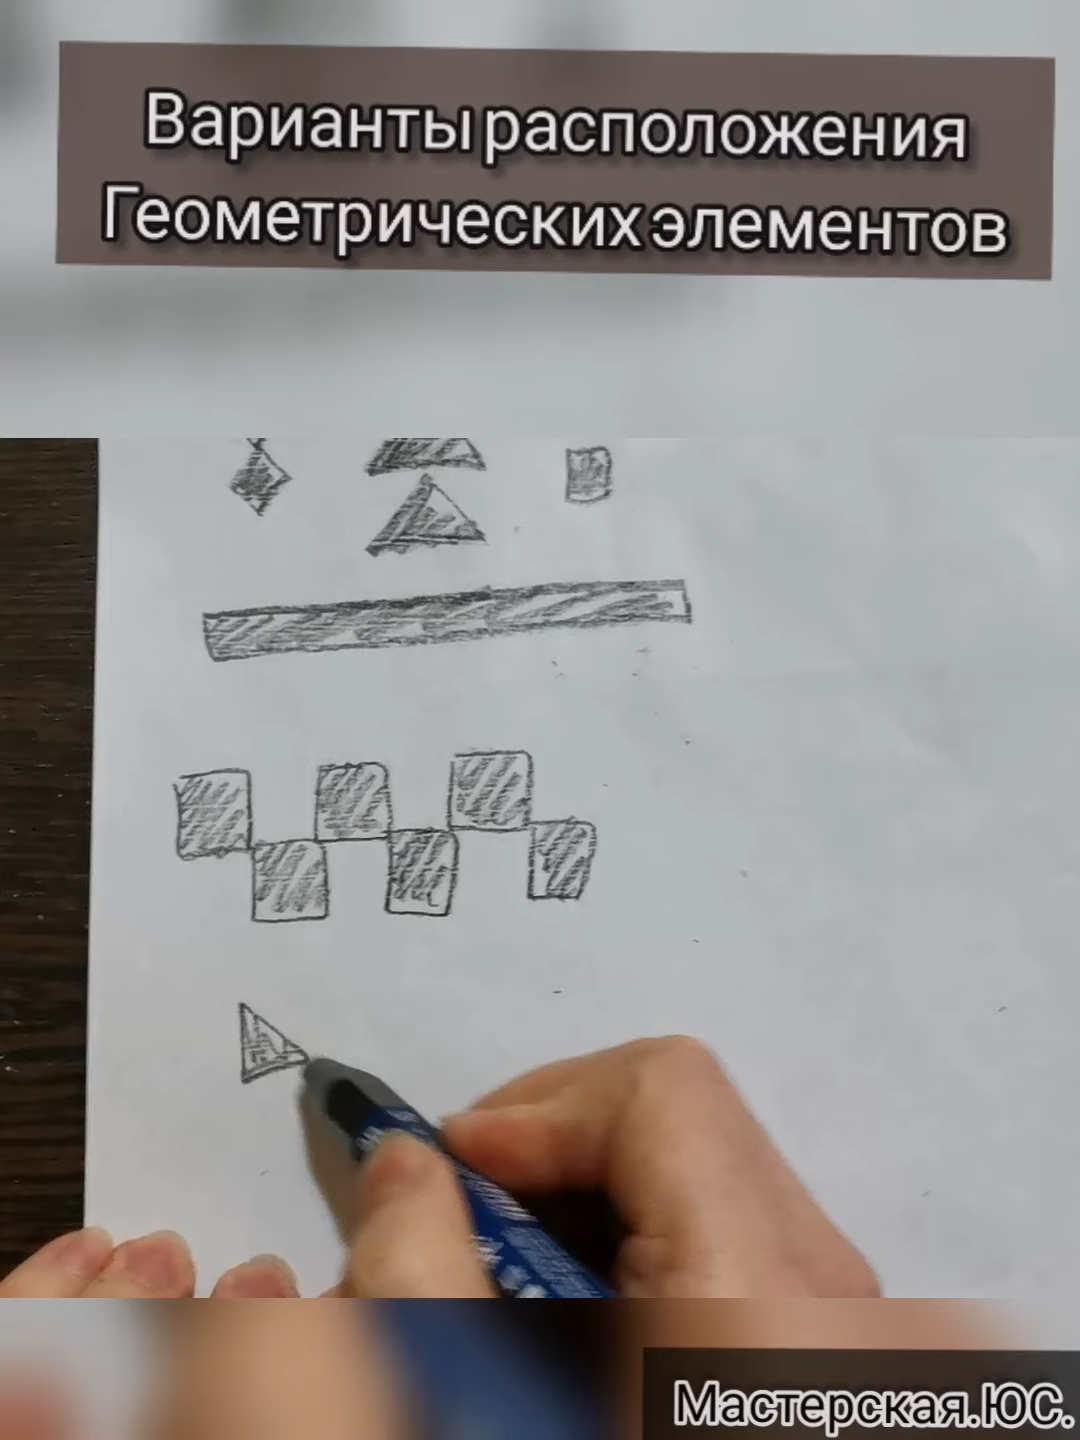 Варианты расположения
Геометрических элементов
Мастерская.ЮС.